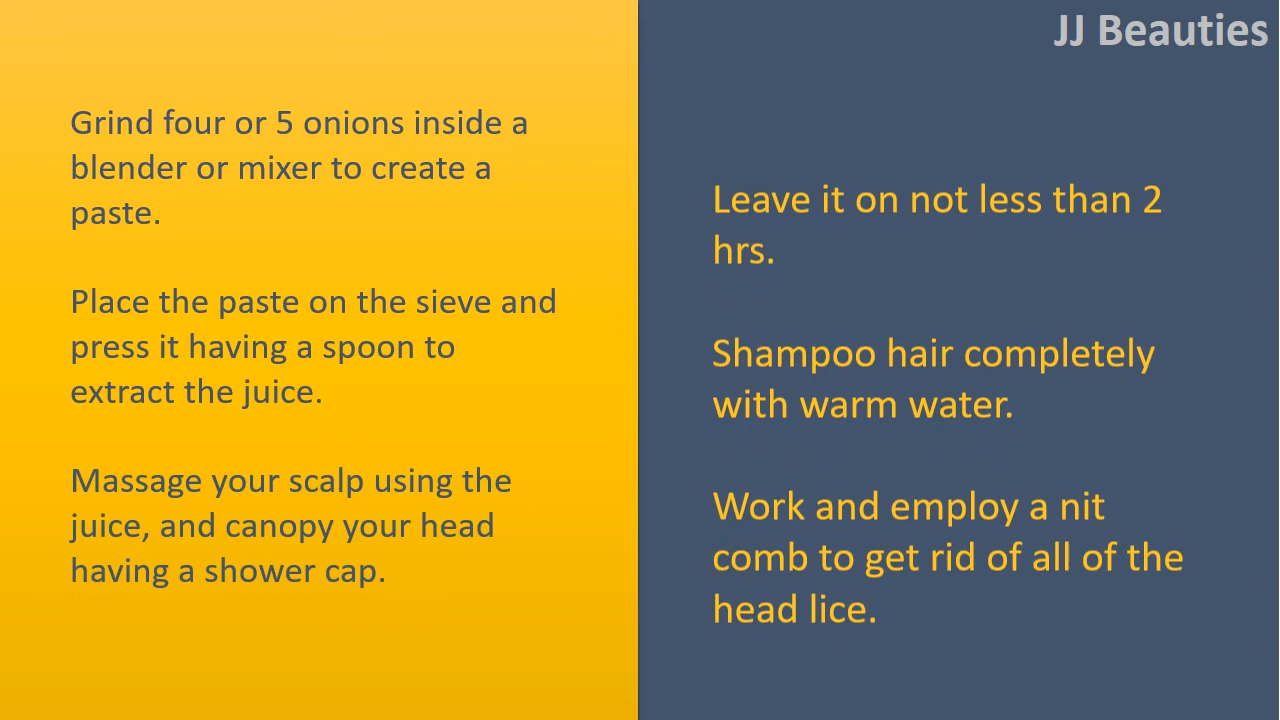 JJ Beauties
Grind four or 5 onions inside a
blender or mixer to create a
paste.
Place the paste on the sieve and
press it having a spoon to
extract the juice.
Massage your scalp using the
juice, and canopy your head
having a shower cap.
Leave it on not less than 2
hrs.
Shampoo hair completely
with warm water.
Work and employ a nit
comb to get rid of all of the
head lice.